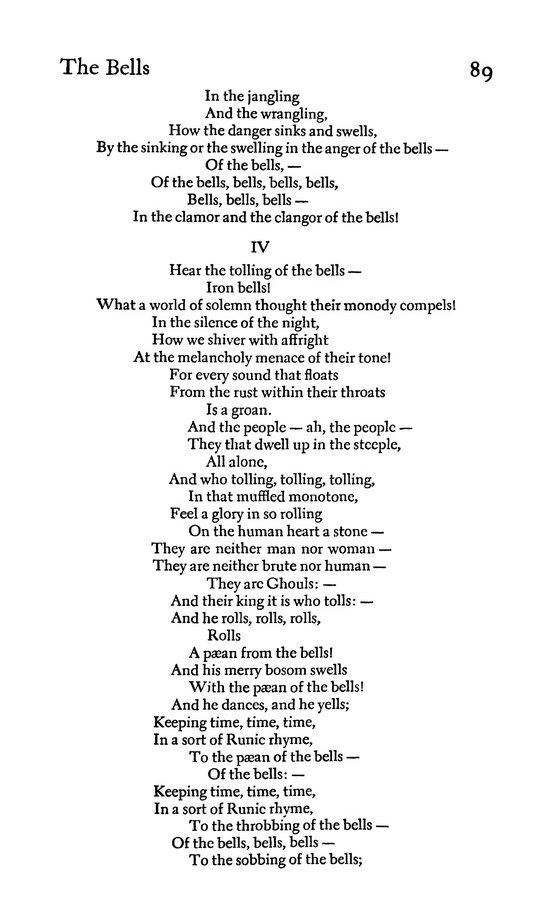 The Bells 89
In the jangling
And the wrangling,
How the danger sinks and swells,
By the sinking or the swelling in the anger of the bells —
Of the bells, —
Of the bells, bells, bells, bells,
Bells, bells, bells —
In the clamor and the clangor of the bells!
IV
Hear the tolling of the bells —
Iron bells!
What a world of solemn thought their monody compels!
In the silence of the night,
How we shiver with affright
At the melancholy menace of their tone!
For every sound that floats
From the rust within their throats
Is a groan.
And the people — ah, the people —
They that dwell up in the steeple,
All alone,
And who tolling, tolling, tolling,
In that muffled monotone,
Feel a glory in so rolling
On the human heart a stone —
They are neither man nor woman —
They are neither brute nor human —
They are Ghouls: —
And their king it is who tolls: —
And he rolls, rolls, rolls,
Rolls
A pæan from the bells!
And his merry bosom swells
With the pæan of the bells!
And he dances, and he yells;
Keeping time, time, time,
In a sort of Runic rhyme,
To the pæan of the bells —
Of the bells: —
Keeping time, time, time,
In a sort of Runic rhyme,
To the throbbing of the bells —
Of the bells, bells, bells —
To the sobbing of the bells;